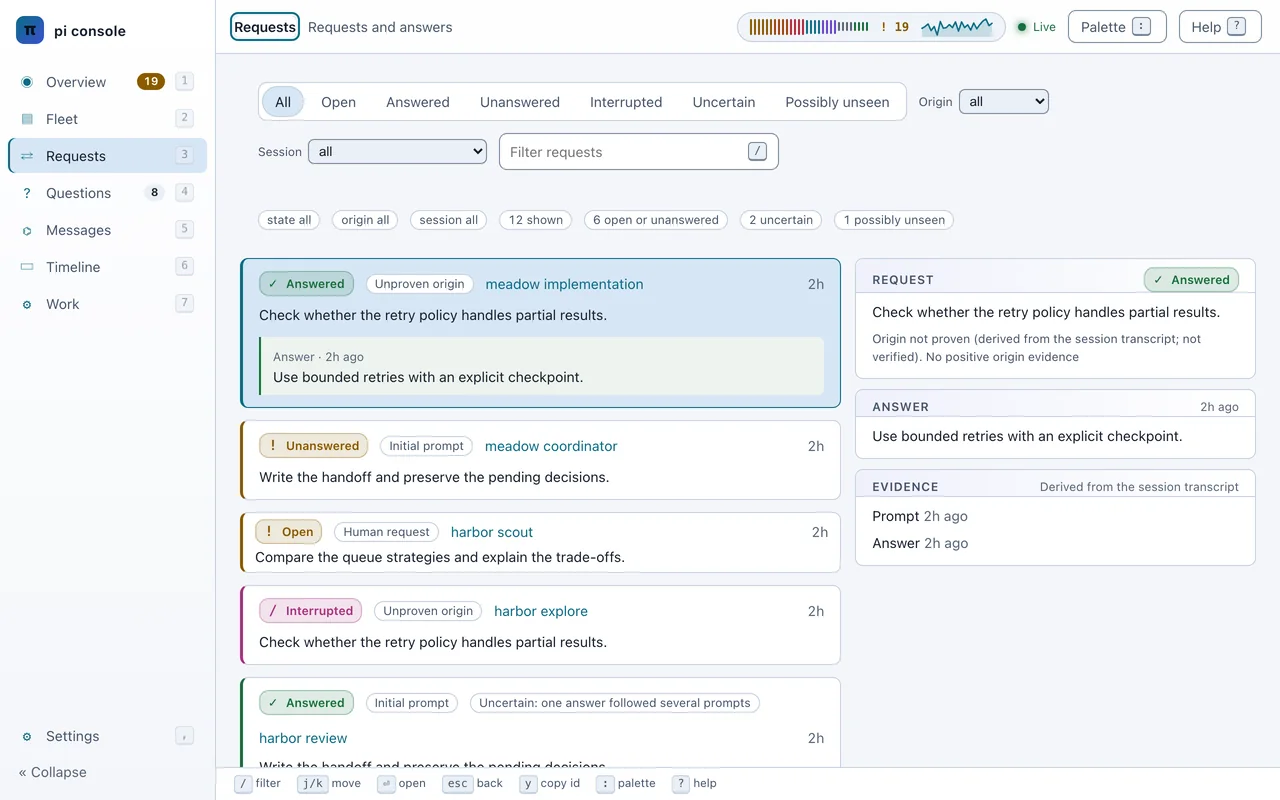 π pi console
Overview 19 1
Fleet 2
Requests 3
? Questions 8 4
Messages 5
Timeline 6
Work 7
Settings ,
« Collapse
Requests Requests and answers
! 19
Live
Palette :
Help ?
All Open Answered Unanswered Interrupted Uncertain Possibly unseen
Origin all
Session all
Filter requests /
state all origin all session all 12 shown 6 open or unanswered 2 uncertain 1 possibly unseen
✓ Answered Unproven origin meadow implementation 2h
Check whether the retry policy handles partial results.
Answer · 2h ago
Use bounded retries with an explicit checkpoint.
! Unanswered Initial prompt meadow coordinator 2h
Write the handoff and preserve the pending decisions.
! Open Human request harbor scout 2h
Compare the queue strategies and explain the trade-offs.
/ Interrupted Unproven origin harbor explore 2h
Check whether the retry policy handles partial results.
✓ Answered Initial prompt Uncertain: one answer followed several prompts
harbor review 2h
Write the handoff and preserve the pending decisions.
REQUEST ✓ Answered
Check whether the retry policy handles partial results.
Origin not proven (derived from the session transcript; not
verified). No positive origin evidence
ANSWER 2h ago
Use bounded retries with an explicit checkpoint.
EVIDENCE Derived from the session transcript
Prompt 2h ago
Answer 2h ago
/ filter j/k move ⏎ open esc back y copy id : palette ? help